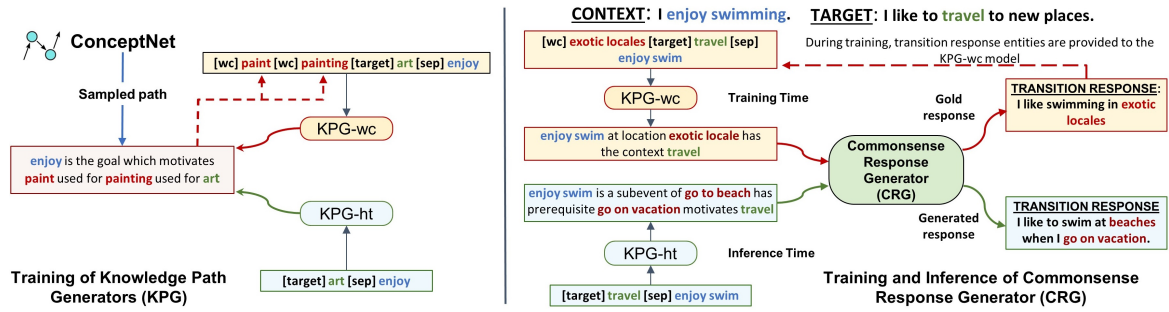 ConceptNet
Sampled path
[wc] paint [wc] painting [target] art [sep] enjoy
KPG-wc
enjoy is the goal which motivates
paint used for painting used for art
KPG-ht
[target] art [sep] enjoy
Training of Knowledge Path
Generators (KPG)
CONTEXT: I enjoy swimming. TARGET: I like to travel to new places.
[wc] exotic locales [target] travel [sep]
enjoy swim
During training, transition response entities are provided to the
KPG-wc model
KPG-wc
Training Time
enjoy swim at location exotic locale has
the context travel
enjoy swim is a subevent of go to beach has
prerequisite go on vacation motivates travel
KPG-ht
Inference Time
[target] travel [sep] enjoy swim
Commonsense
Response
Generator
(CRG)
Gold
response
TRANSITION RESPONSE:
I like swimming in exotic
locales
Generated
response
TRANSITION RESPONSE
I like to swim at beaches
when I go on vacation.
Training and Inference of Commonsense
Response Generator (CRG)